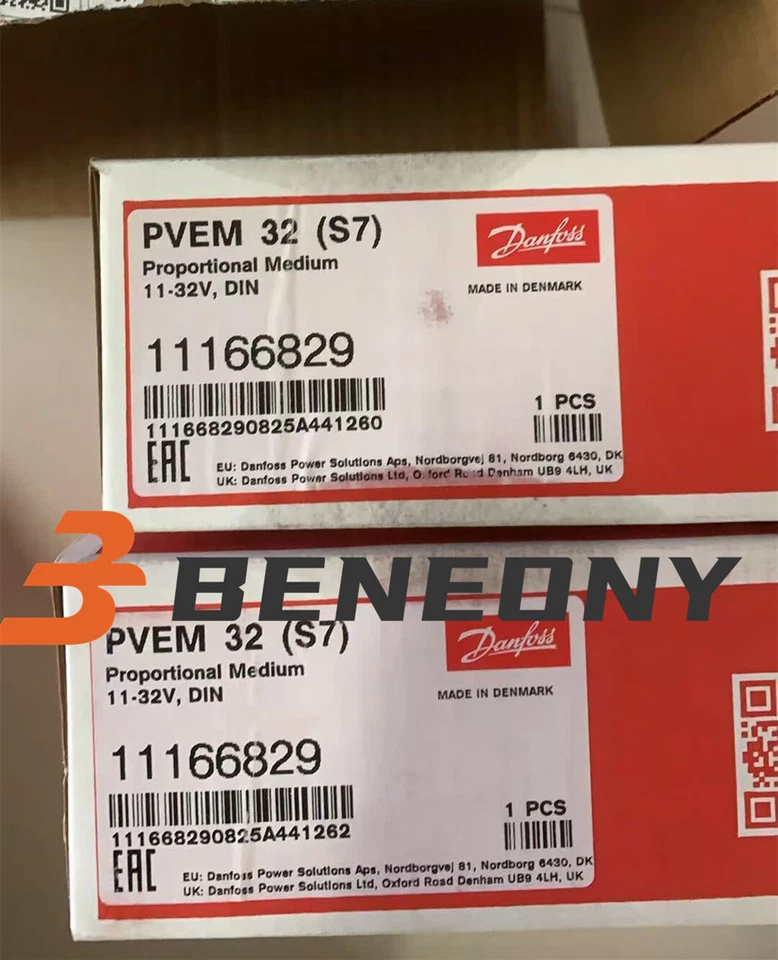 PVEM 32 (S7)
Danfoss
Proportional Medium
11-32V, DIN
MADE IN DENMARK
11166829
1 PCS
111668290825A441260
EAC
EU: Danfoss Power Solutions Aps, Nordborgvej 81, Nordborg 6430, DK
UK: Danfoss Power Solutions Ltd, Oxford Road Denham UB9 4LH, UK
BENEONY
PVEM 32 (S7)
Danfoss
Proportional Medium
11-32V, DIN
MADE IN DENMARK
11166829
1 PCS
111668290825A441262
EAC
EU: Danfoss Power Solutions Aps, Nordborgvej 81, Nordborg 6430, DK
UK: Danfoss Power Solutions Ltd, Oxford Road Denham UB9 4LH, UK